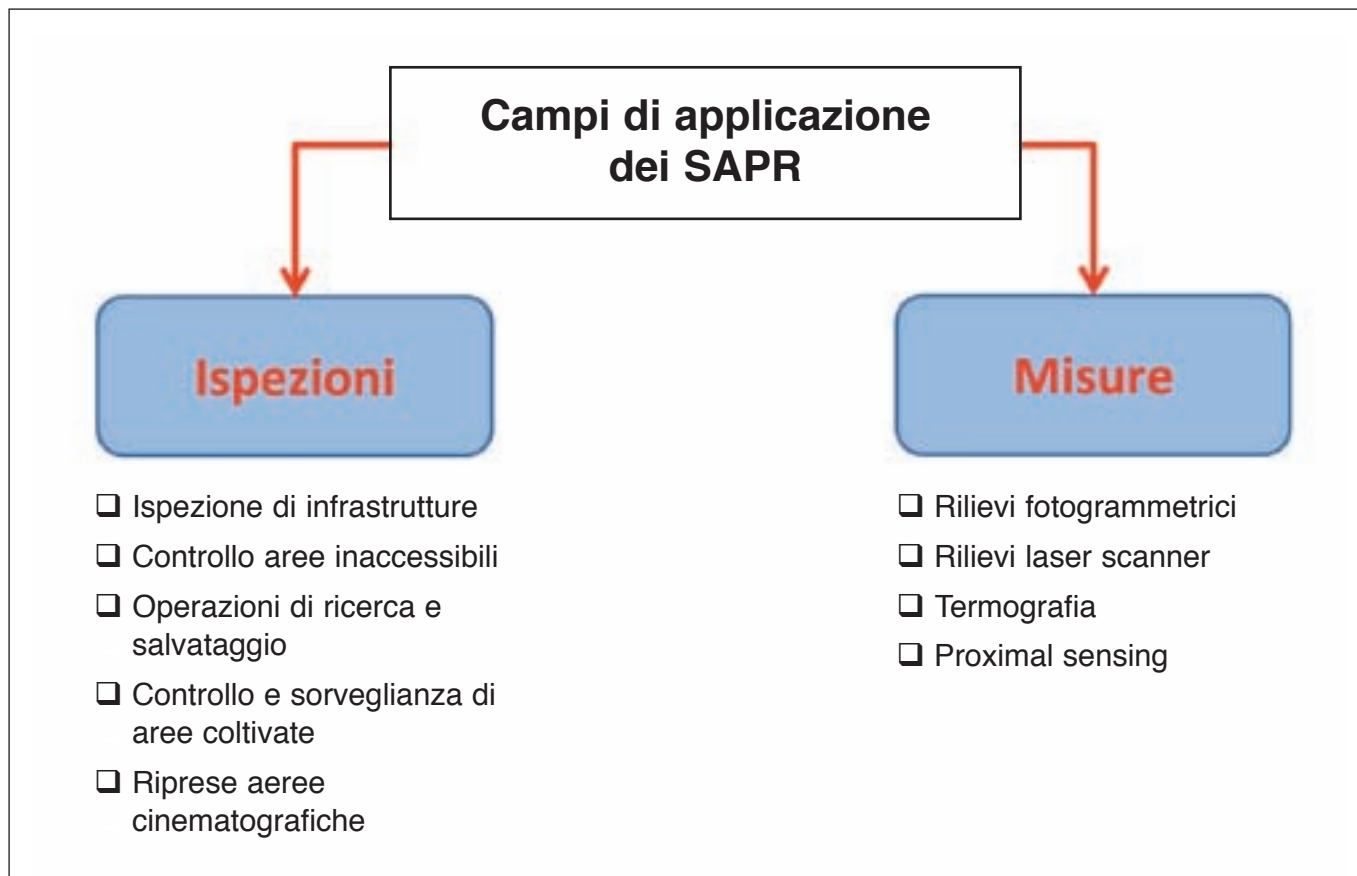 Campi di applicazione
dei SAPR
Ispezioni
❑ Ispezione di infrastrutture
❑ Controllo aree inaccessibili
❑ Operazioni di ricerca e
salvataggio
❑ Controllo e sorveglianza di
aree coltivate
❑ Riprese aeree
cinematografiche
Misure
❑ Rilievi fotogrammetrici
❑ Rilievi laser scanner
❑ Termografia
❑ Proximal sensing